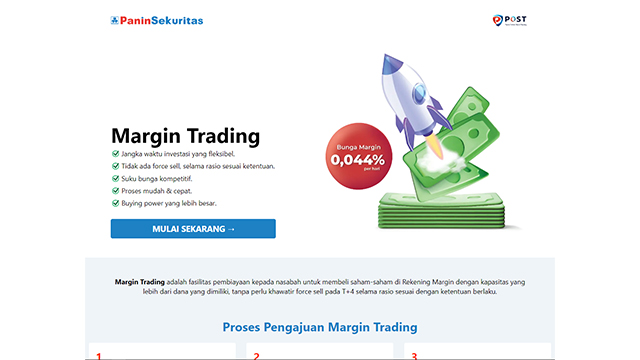 PaninSekuritas
POST
Margin Trading
Jangka waktu investasi yang fleksibel.
Tidak ada force sell, selama rasio sesuai ketentuan.
Suku bunga kompetitif.
Proses mudah & cepat.
Buying power yang lebih besar.
Bunga Margin
0,044%
per hari
MULAI SEKARANG →
Margin Trading adalah fasilitas pembiayaan kepada nasabah untuk membeli saham-saham di Rekening Margin dengan kapasitas yang
lebih dari dana yang dimiliki, tanpa perlu khawatir force sell pada T+4 selama rasio sesuai dengan ketentuan berlaku.
Proses Pengajuan Margin Trading
1
2
3